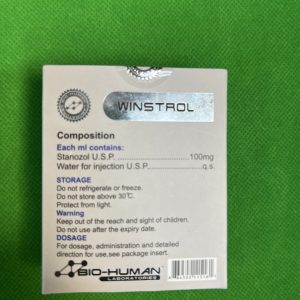 WINSTROL
Composition
Each ml contains:
Stanozol U.S.P. ........................100mg
Water for injection U.S.P. ................q.s.
STORAGE
Do not refrigerate or freeze.
Do not store above 30°C.
Protect from light.
Warning
Keep out of the reach and sight of children.
Do not use after the expiry date.
DOSAGE
For dosage, administration and detailed
direction for use,see package insert.
BIO-HUMAN
LABORATORIES